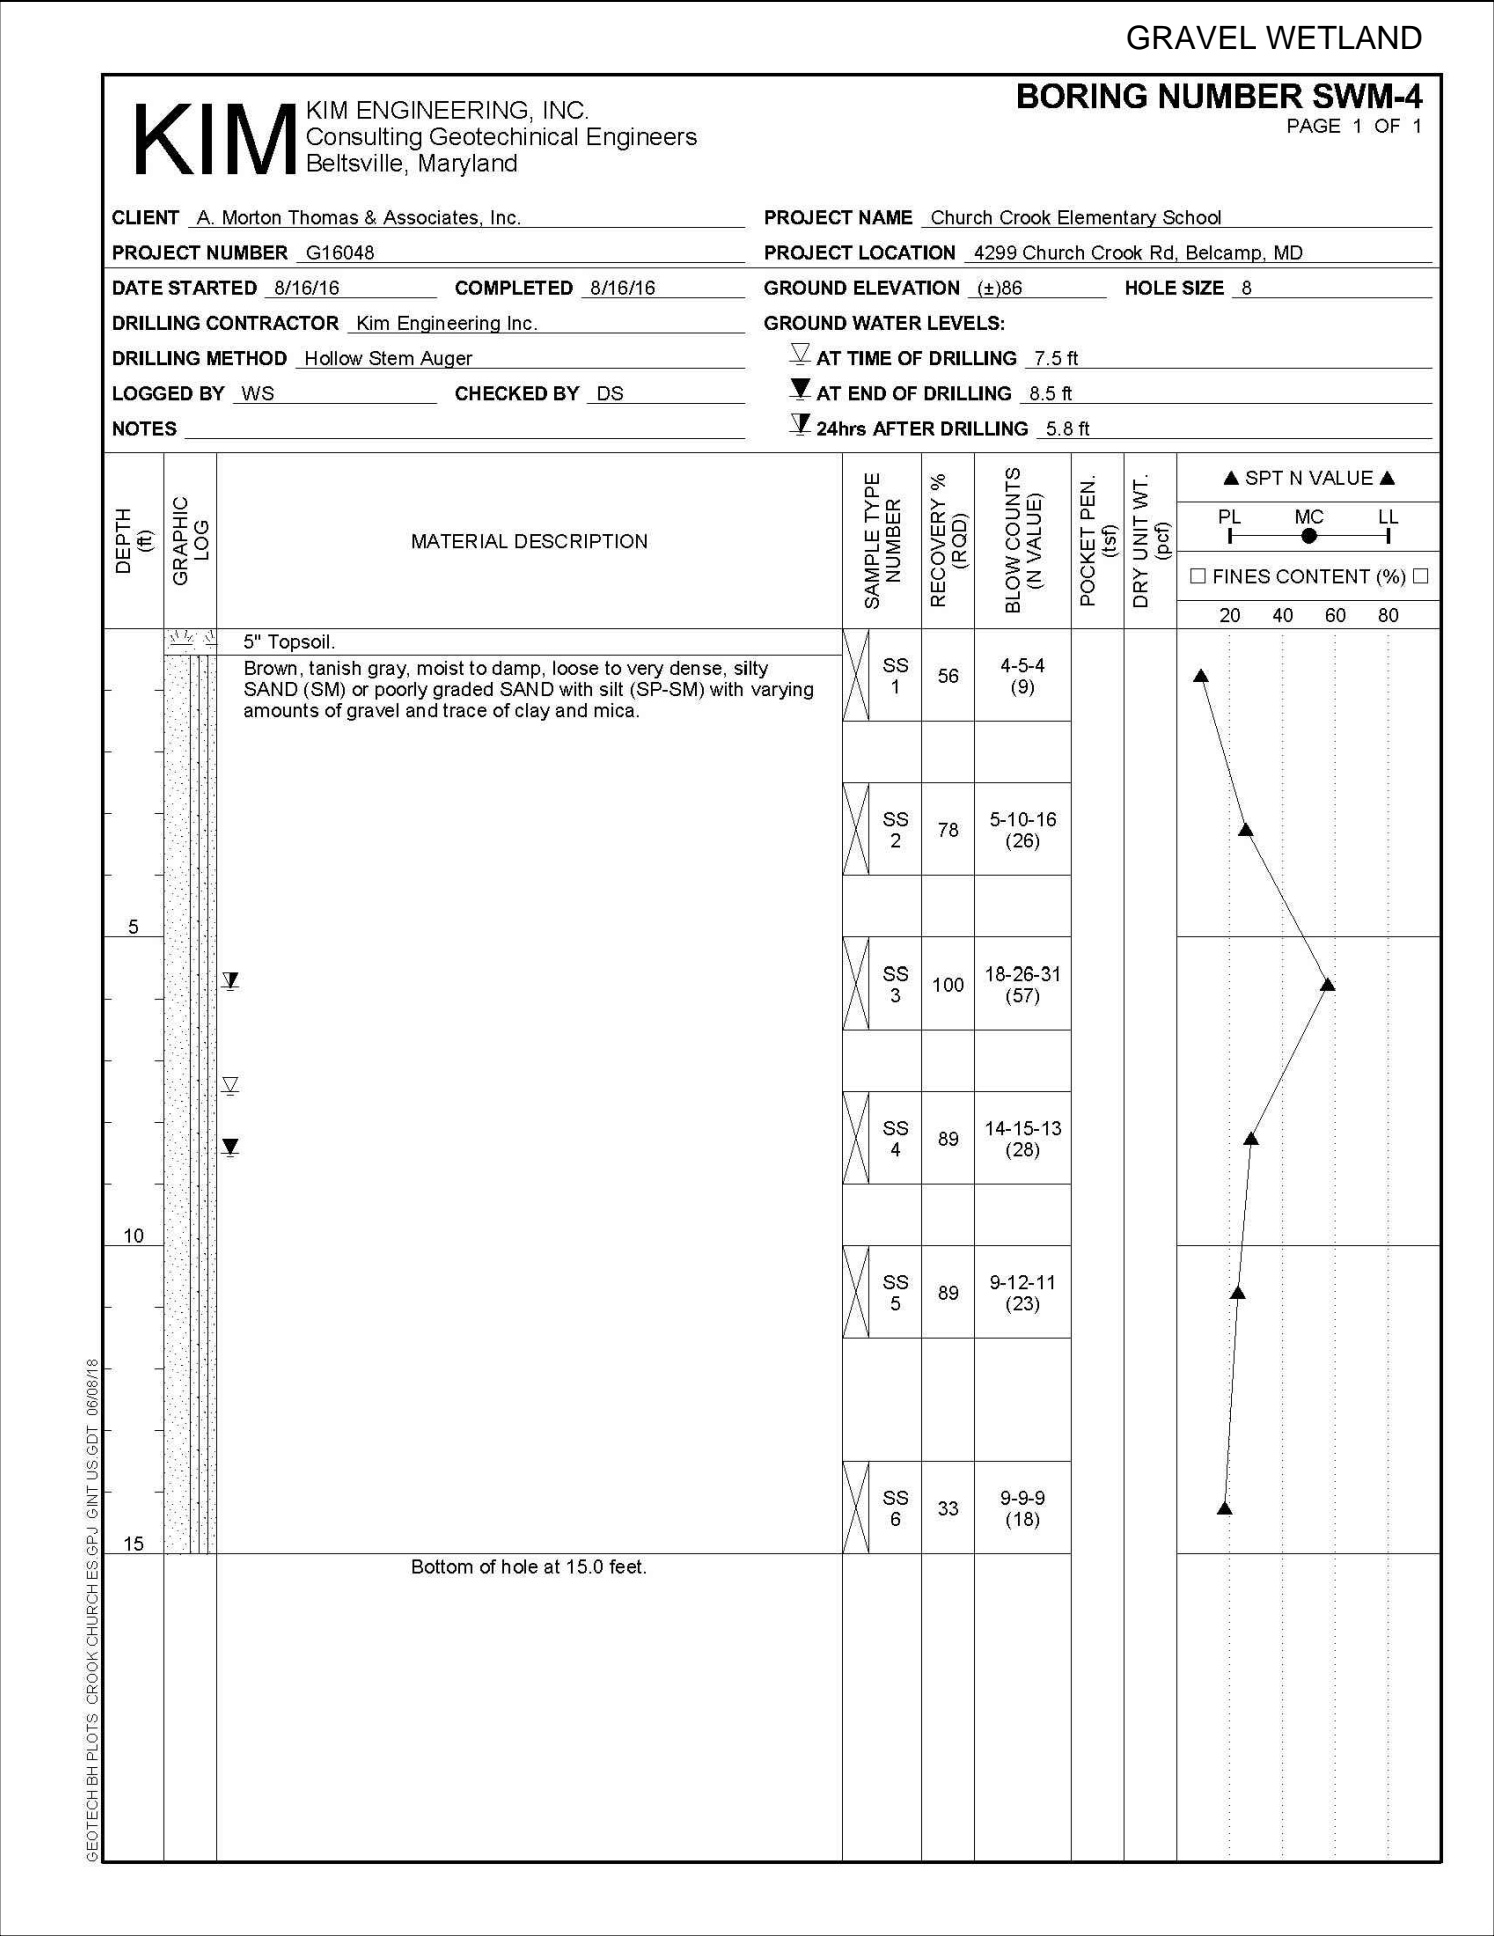 GRAVEL WETLAND
BORING NUMBER SWM-4
PAGE 1 OF 1
KIM
KIM ENGINEERING, INC.
Consulting Geotechinical Engineers
Beltsville, Maryland
CLIENT A. Morton Thomas & Associates, Inc.
PROJECT NAME Church Crook Elementary School
PROJECT NUMBER G16048
PROJECT LOCATION 4299 Church Crook Rd, Belcamp, MD
DATE STARTED 8/16/16 COMPLETED 8/16/16
GROUND ELEVATION (±)86 HOLE SIZE 8
DRILLING CONTRACTOR Kim Engineering Inc.
GROUND WATER LEVELS:
DRILLING METHOD Hollow Stem Auger
AT TIME OF DRILLING 7.5 ft
LOGGED BY WS CHECKED BY DS
AT END OF DRILLING 8.5 ft
NOTES
24hrs AFTER DRILLING 5.8 ft
DEPTH
(ft)
GRAPHIC
LOG
MATERIAL DESCRIPTION
SAMPLE TYPE
NUMBER
RECOVERY %
(RQD)
BLOW COUNTS
(N VALUE)
POCKET PEN.
(tsf)
DRY UNIT WT.
(pcf)
▲ SPT N VALUE ▲
PL MC LL
□ FINES CONTENT (%) □
20 40 60 80
5" Topsoil.
Brown, tanish gray, moist to damp, loose to very dense, silty
SAND (SM) or poorly graded SAND with silt (SP-SM) with varying
amounts of gravel and trace of clay and mica.
SS
1
56
4-5-4
(9)
SS
2
78
5-10-16
(26)
5
SS
3
100
18-26-31
(57)
SS
4
89
14-15-13
(28)
10
SS
5
89
9-12-11
(23)
SS
6
33
9-9-9
(18)
15
Bottom of hole at 15.0 feet.
GEOTECH BH PLOTS CROOK CHURCH ES.GPJ GINT US.GDT 06/08/18